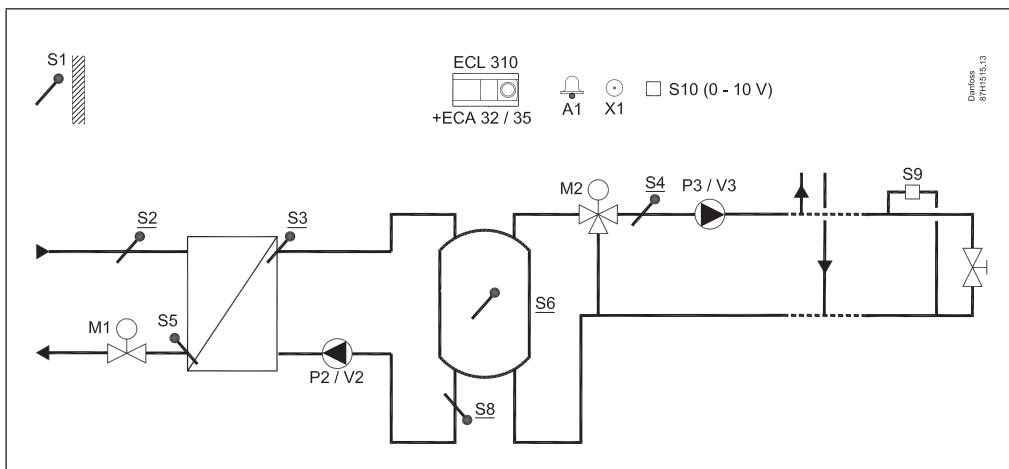 S1
ECL 310
+ECA 32 / 35
A1
X1
S10 (0 - 10 V)
Danfoss
87H1515.13
S2
S3
M1
S5
P2 / V2
S6
S8
M2
S4
P3 / V3
S9